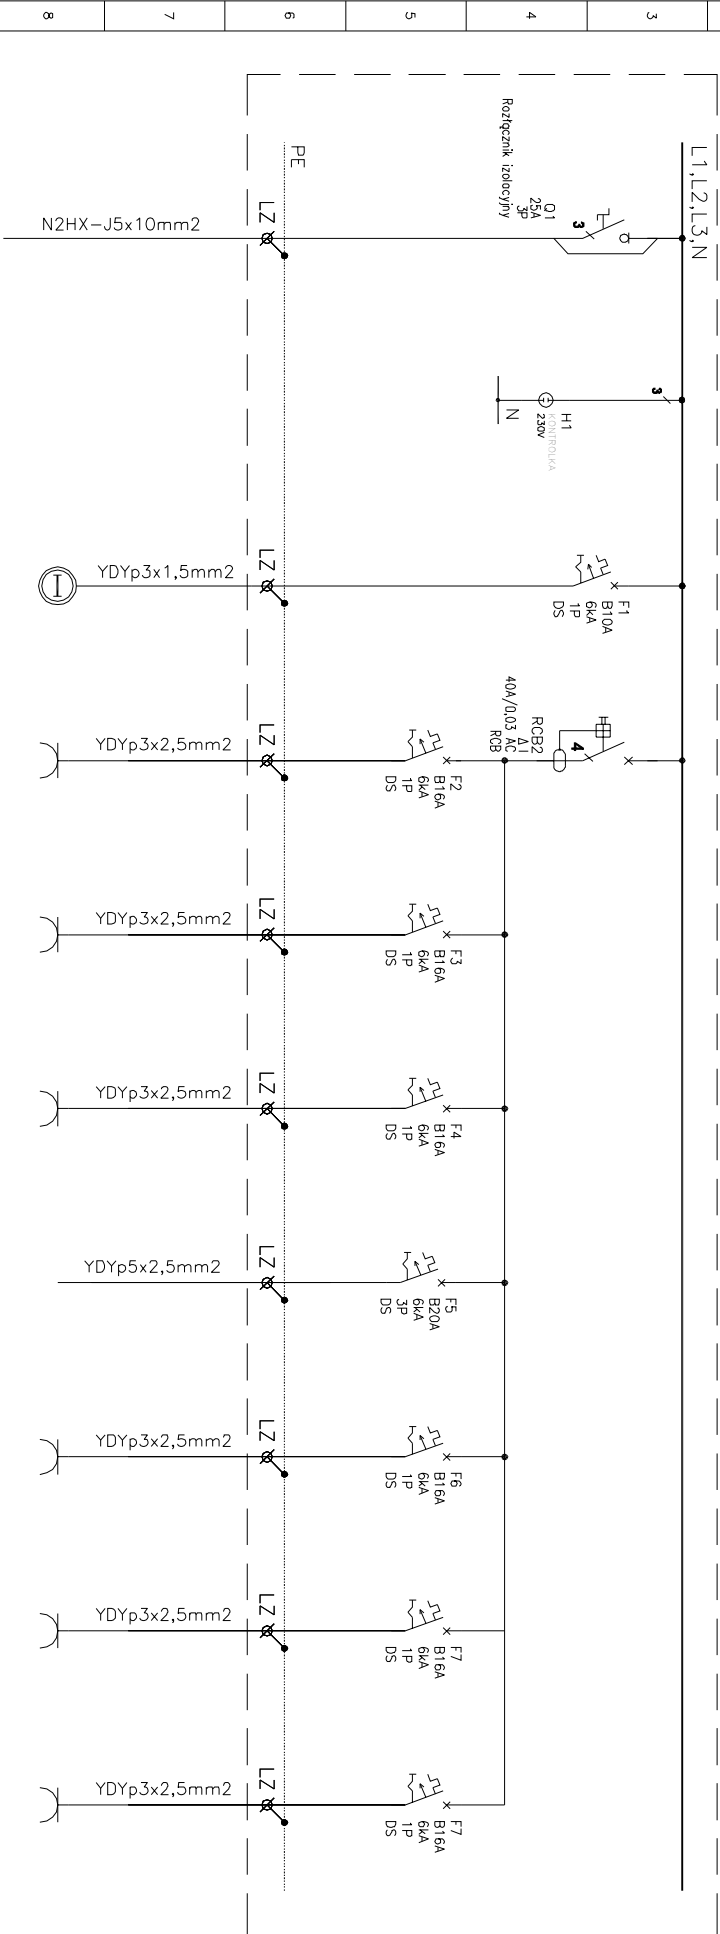 8
7
6
5
4
3
L1,L2,L3,N
PE
Q1
25A
3P
Rozłącznik izolacyjny
3
LZ
N2HX-J5x10mm2
3
H1
KONTROLKA
230V
N
F1
B10A
6kA
1P
DS
LZ
YDYp3x1,5mm2
4
RCB2
ΔI
40A/0,03 AC
RCB
F2
B16A
6kA
1P
DS
LZ
YDYp3x2,5mm2
F3
B16A
6kA
1P
DS
LZ
YDYp3x2,5mm2
F4
B16A
6kA
1P
DS
LZ
YDYp3x2,5mm2
F5
B20A
6kA
3P
DS
LZ
YDYp5x2,5mm2
F6
B16A
6kA
1P
DS
LZ
YDYp3x2,5mm2
F7
B16A
6kA
1P
DS
LZ
YDYp3x2,5mm2
F7
B16A
6kA
1P
DS
LZ
YDYp3x2,5mm2